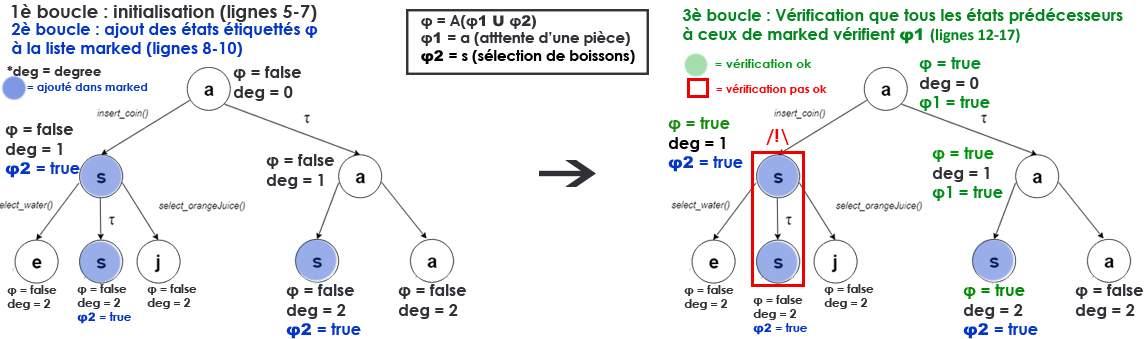 1è boucle : initialisation (lignes 5-7)
2è boucle : ajout des états étiquettés φ
à la liste marked (lignes 8-10)
*deg = degree
= ajouté dans marked
φ = false
deg = 0
a
insert_coin()
τ
φ = false
deg = 1
φ2 = true
s
φ = false
deg = 1
a
select_water()
τ
select_orangeJuice()
e
s
j
s
a
φ = false
deg = 2
φ = false
deg = 2
φ2 = true
φ = false
deg = 2
φ = false
deg = 2
φ2 = true
φ = false
deg = 2
φ = A(φ1 U φ2)
φ1 = a (atttente d'une pièce)
φ2 = s (sélection de boissons)
3è boucle : Vérification que tous les états prédécesseurs
à ceux de marked vérifient φ1 (lignes 12-17)
= vérification ok
= vérification pas ok
φ = true
deg = 0
φ1 = true
a
insert_coin()
τ
/!\
φ = true
deg = 1
φ2 = true
s
φ = true
deg = 1
φ1 = true
a
select_water()
τ
select_orangeJuice()
e
s
j
s
a
φ = false
deg = 2
φ = false
deg = 2
φ2 = true
φ = false
deg = 2
φ = true
deg = 2
φ2 = true
φ = false
deg = 2